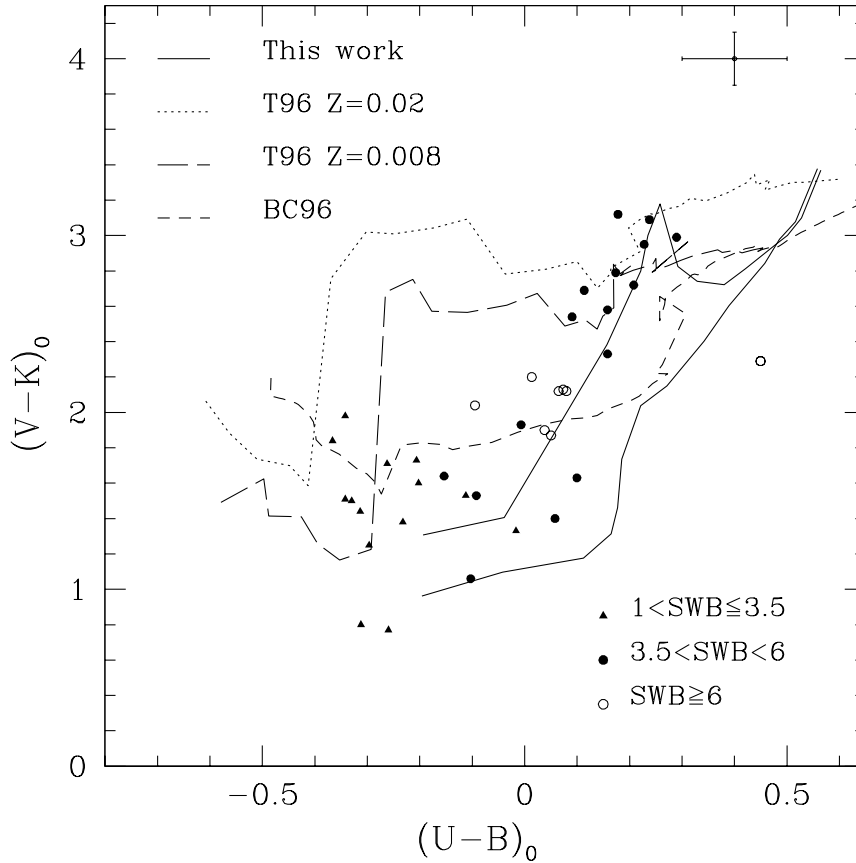 4
3
2
1
0
(V−K)₀
This work
T96 Z=0.02
T96 Z=0.008
BC96
1<SWB≦3.5
3.5<SWB<6
SWB≧6
−0.5 0 0.5
(U−B)₀